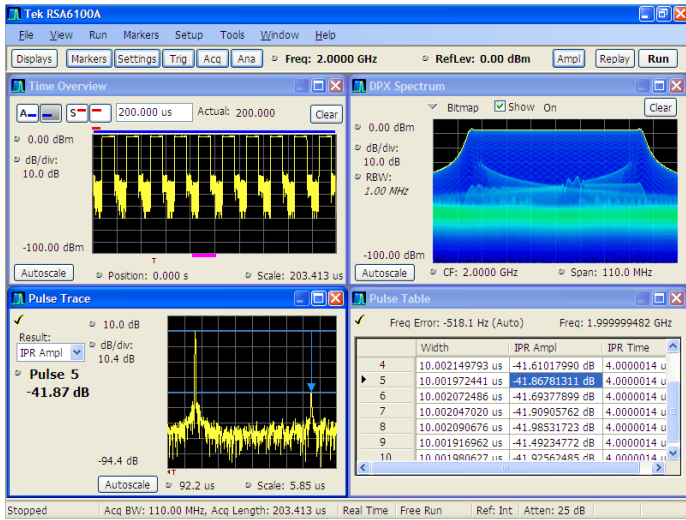 Tek RSA6100A
File View Run Markers Setup Tools Window Help
Displays Markers Settings Trig Acq Ana Freq: 2.0000 GHz RefLev: 0.00 dBm Ampl Replay Run
Time Overview
A S 200.000 us Actual: 200.000 Clear
0.00 dBm
dB/div:
10.0 dB
-100.00 dBm
T
Autoscale Position: 0.000 s Scale: 203.413 us
DPX Spectrum
Bitmap Show On Clear
0.00 dBm
dB/div:
10.0 dB
RBW:
1.00 MHz
-100.00 dBm
Autoscale CF: 2.0000 GHz Span: 110.0 MHz
Pulse Trace
Result:
IPR Ampl
Pulse 5
-41.87 dB
10.0 dB
dB/div:
10.4 dB
-94.4 dB
T
Autoscale 92.2 us Scale: 5.85 us
Pulse Table
Freq Error: -518.1 Hz (Auto) Freq: 1.999999482 GHz
Width IPR Ampl IPR Time
4 10.002149793 us -41.61017990 dB 4.0000014 u
5 10.001972441 us -41.86781311 dB 4.0000014 u
6 10.002072486 us -41.69377899 dB 4.0000014 u
7 10.002047020 us -41.90905762 dB 4.0000014 u
8 10.002090676 us -41.98531723 dB 4.0000014 u
9 10.001916962 us -41.49234772 dB 4.0000014 u
10 10.001980627 us -41.92562485 dB 4.0000014 u
Stopped Acq BW: 110.00 MHz, Acq Length: 203.413 us Real Time Free Run Ref: Int Atten: 25 dB